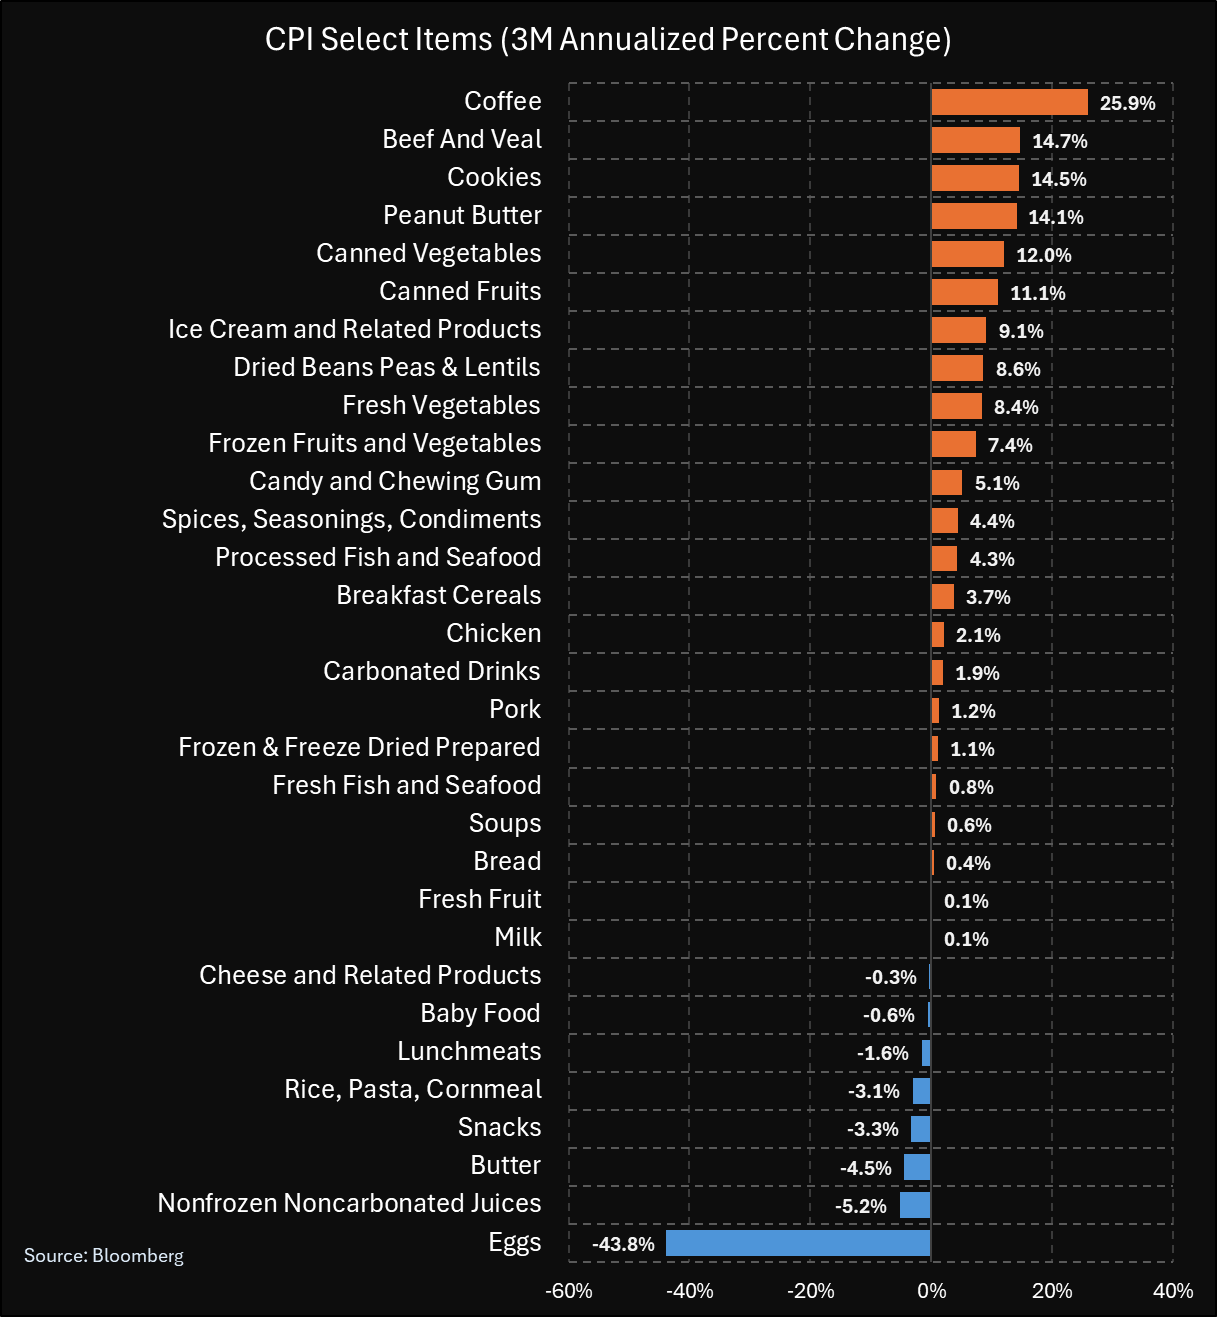 CPI Select Items (3M Annualized Percent Change)
Coffee 25.9%
Beef And Veal 14.7%
Cookies 14.5%
Peanut Butter 14.1%
Canned Vegetables 12.0%
Canned Fruits 11.1%
Ice Cream and Related Products 9.1%
Dried Beans Peas & Lentils 8.6%
Fresh Vegetables 8.4%
Frozen Fruits and Vegetables 7.4%
Candy and Chewing Gum 5.1%
Spices, Seasonings, Condiments 4.4%
Processed Fish and Seafood 4.3%
Breakfast Cereals 3.7%
Chicken 2.1%
Carbonated Drinks 1.9%
Pork 1.2%
Frozen & Freeze Dried Prepared 1.1%
Fresh Fish and Seafood 0.8%
Soups 0.6%
Bread 0.4%
Fresh Fruit 0.1%
Milk 0.1%
Cheese and Related Products -0.3%
Baby Food -0.6%
Lunchmeats -1.6%
Rice, Pasta, Cornmeal -3.1%
Snacks -3.3%
Butter -4.5%
Nonfrozen Noncarbonated Juices -5.2%
Eggs -43.8%
Source: Bloomberg
-60% -40% -20% 0% 20% 40%